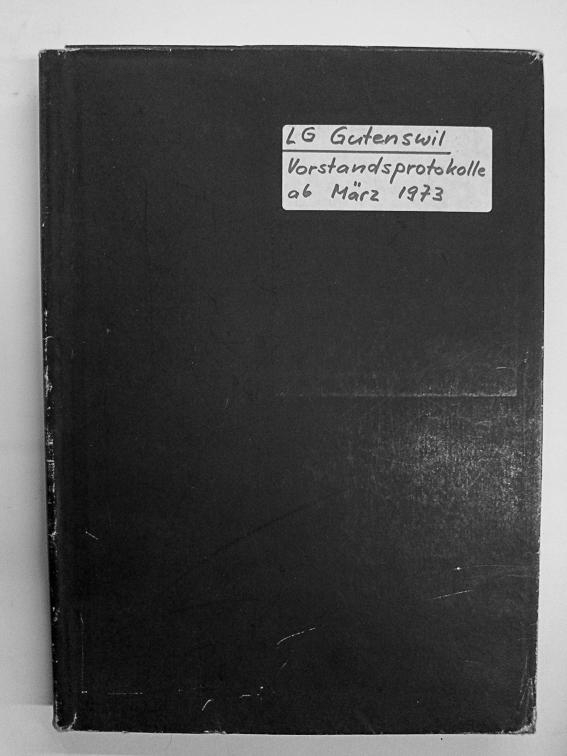 LG Gutenswil
Vorstandsprotokolle
ab März 1973